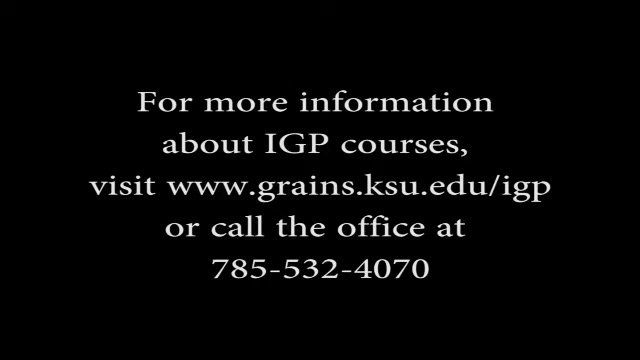 For more information
about IGP courses,
visit www.grains.ksu.edu/igp
or call the office at
785-532-4070